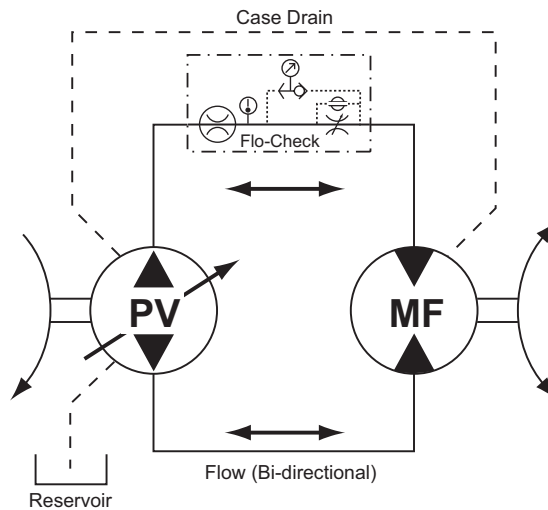 Case Drain
Flo-Check
PV
MF
Flow (Bi-directional)
Reservoir